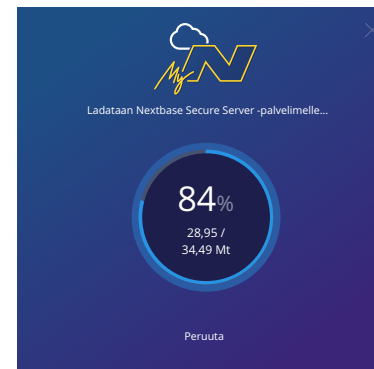 My N
Ladataan Nextbase Secure Server -palvelimelle...
84%
28,95 /
34,49 Mt
Peruuta